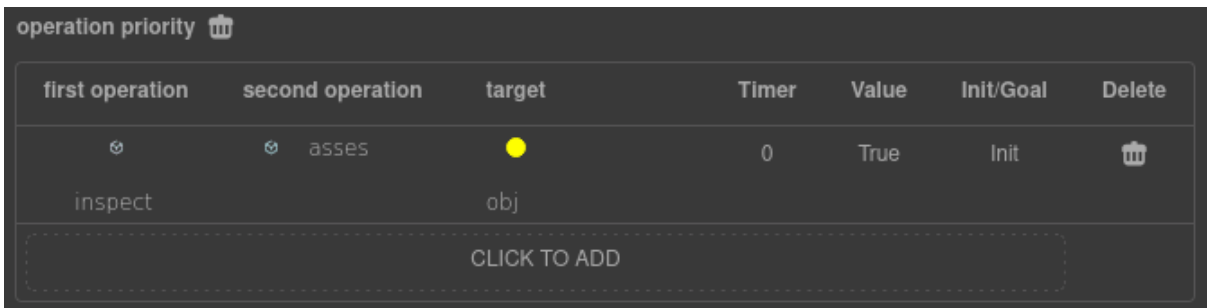 operation priority
first operation second operation target Timer Value Init/Goal Delete
asses 0 True Init
inspect obj
CLICK TO ADD